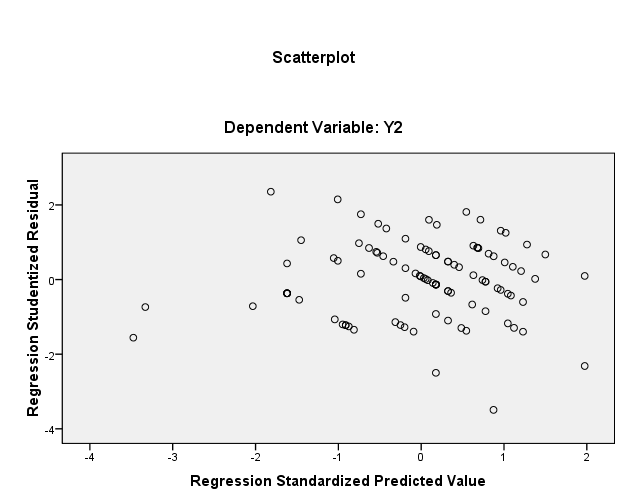 Scatterplot
Dependent Variable: Y2
Regression Studentized Residual
2
0
-2
-4
-4
-3
-2
-1
0
1
2
Regression Standardized Predicted Value